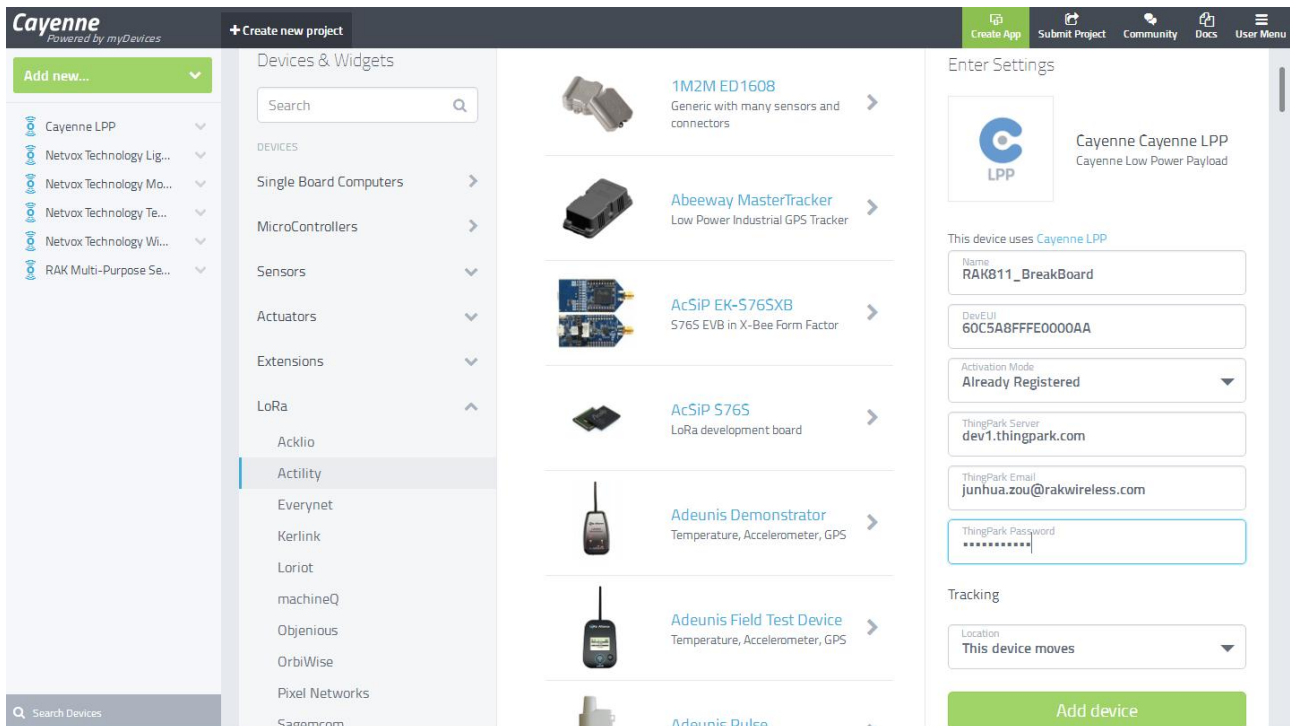 Cayenne
Powered by myDevices
+ Create new project
Create App
Submit Project
Community
Docs
User Menu
Add new...
Cayenne LPP
Netvox Technology Lig...
Netvox Technology Mo...
Netvox Technology Te...
Netvox Technology Wi...
RAK Multi-Purpose Se...
Search Devices
Devices & Widgets
Search
DEVICES
Single Board Computers
MicroControllers
Sensors
Actuators
Extensions
LoRa
Acklio
Actility
Everynet
Kerlink
Loriot
machineQ
Objenious
OrbiWise
Pixel Networks
Sagemcom
1M2M ED1608
Generic with many sensors and
connectors
Abeeway MasterTracker
Low Power Industrial GPS Tracker
AcSiP EK-S76SXB
S76S EVB in X-Bee Form Factor
AcSiP S76S
LoRa development board
Adeunis Demonstrator
Temperature, Accelerometer, GPS
Adeunis Field Test Device
Temperature, Accelerometer, GPS
Adeunis Pulse
Enter Settings
LPP
Cayenne Cayenne LPP
Cayenne Low Power Payload
This device uses Cayenne LPP
Name
RAK811_BreakBoard
DevEUI
60C5A8FFFE0000AA
Activation Mode
Already Registered
ThingPark Server
dev1.thingpark.com
ThingPark Email
junhua.zou@rakwireless.com
ThingPark Password
•••••••••••
Tracking
Location
This device moves
Add device